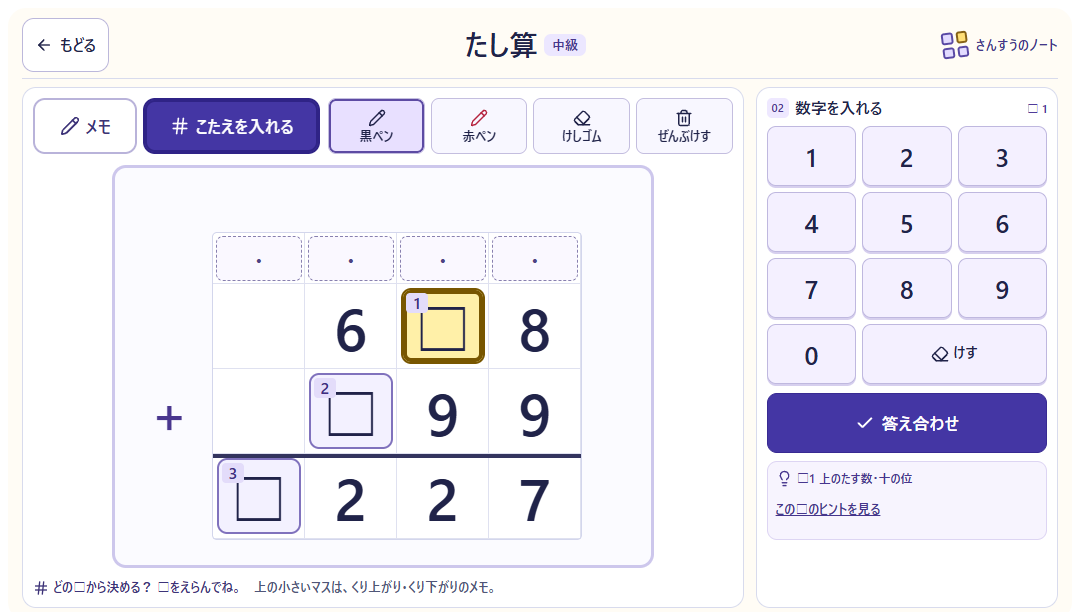 ← もどる
たし算 中級
さんすうのノート
メモ
# こたえを入れる
黒ペン
赤ペン
けしゴム
ぜんぶけす
・ ・ ・ ・
6 1 □ 8
+ 2 □ 9 9
3 □ 2 2 7
# どの□から決める? □をえらんでね。 上の小さいマスは、くり上がり・くり下がりのメモ。
02 数字を入れる □ 1
1 2 3
4 5 6
7 8 9
0 けす
✓ 答え合わせ
□1 上のたす数・十の位
この□のヒントを見る